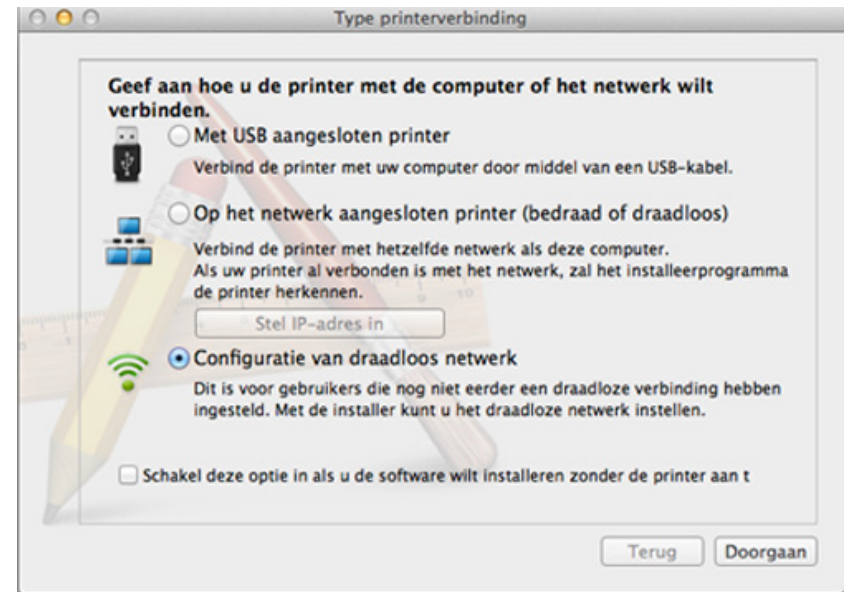 Type printerverbinding
Geef aan hoe u de printer met de computer of het netwerk wilt
verbinden.
Met USB aangesloten printer
Verbind de printer met uw computer door middel van een USB-kabel.
Op het netwerk aangesloten printer (bedraad of draadloos)
Verbind de printer met hetzelfde netwerk als deze computer.
Als uw printer al verbonden is met het netwerk, zal het installeerprogramma
de printer herkennen.
Stel IP-adres in
Configuratie van draadloos netwerk
Dit is voor gebruikers die nog niet eerder een draadloze verbinding hebben
ingesteld. Met de installer kunt u het draadloze netwerk instellen.
Schakel deze optie in als u de software wilt installeren zonder de printer aan t
Terug
Doorgaan